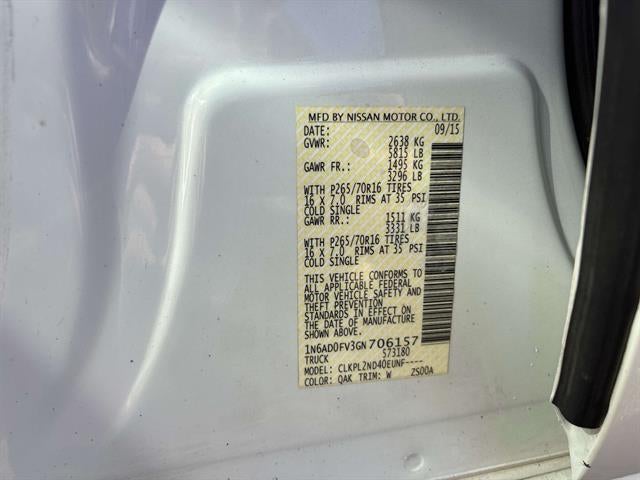 MFD BY NISSAN MOTOR CO., LTD.
DATE: 09/15
GVWR: 2638 KG
5815 LB
GAWR FR.: 1495 KG
3296 LB
WITH P265/70R16 TIRES
16 X 7.0 RIMS AT 35 PSI
COLD SINGLE
GAWR RR.: 1511 KG
3331 LB
WITH P265/70R16 TIRES
16 X 7.0 RIMS AT 35 PSI
COLD SINGLE
THIS VEHICLE CONFORMS TO
ALL APPLICABLE FEDERAL
MOTOR VEHICLE SAFETY AND
THEFT PREVENTION
STANDARDS IN EFFECT ON
THE DATE OF MANUFACTURE
SHOWN ABOVE.
1N6AD0FV3GN706157
TRUCK S73180
MODEL: CLKPL2ND40EUNF----
COLOR: QAK TRIM: W ZS00A